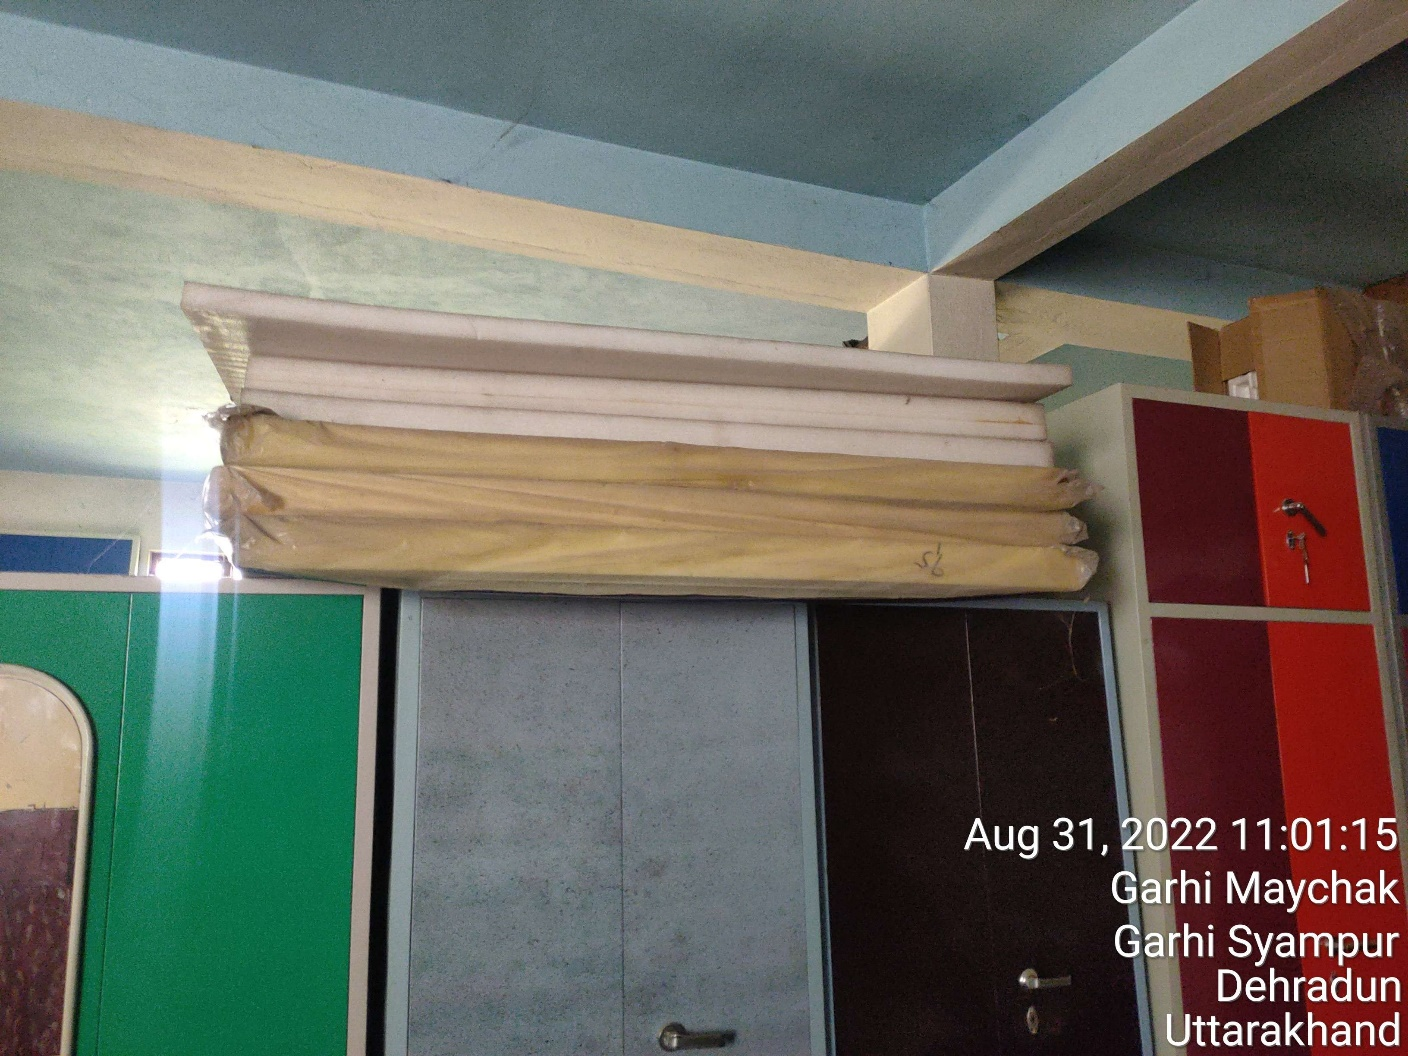 Aug 31, 2022 11:01:15
Garhi Maychak
Garhi Syampur
Dehradun
Uttarakhand